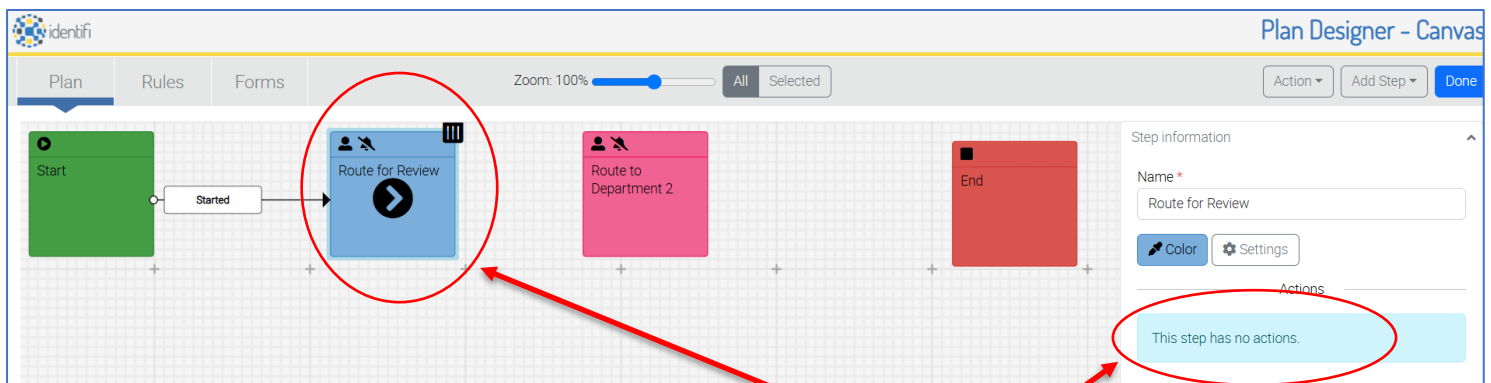 identifi
Plan Designer - Canvas
Plan Rules Forms
Zoom: 100% All Selected
Action Add Step Done
Start
Started
Route for Review
Route to
Department 2
End
Step information
Name *
Route for Review
Color Settings
Actions
This step has no actions.